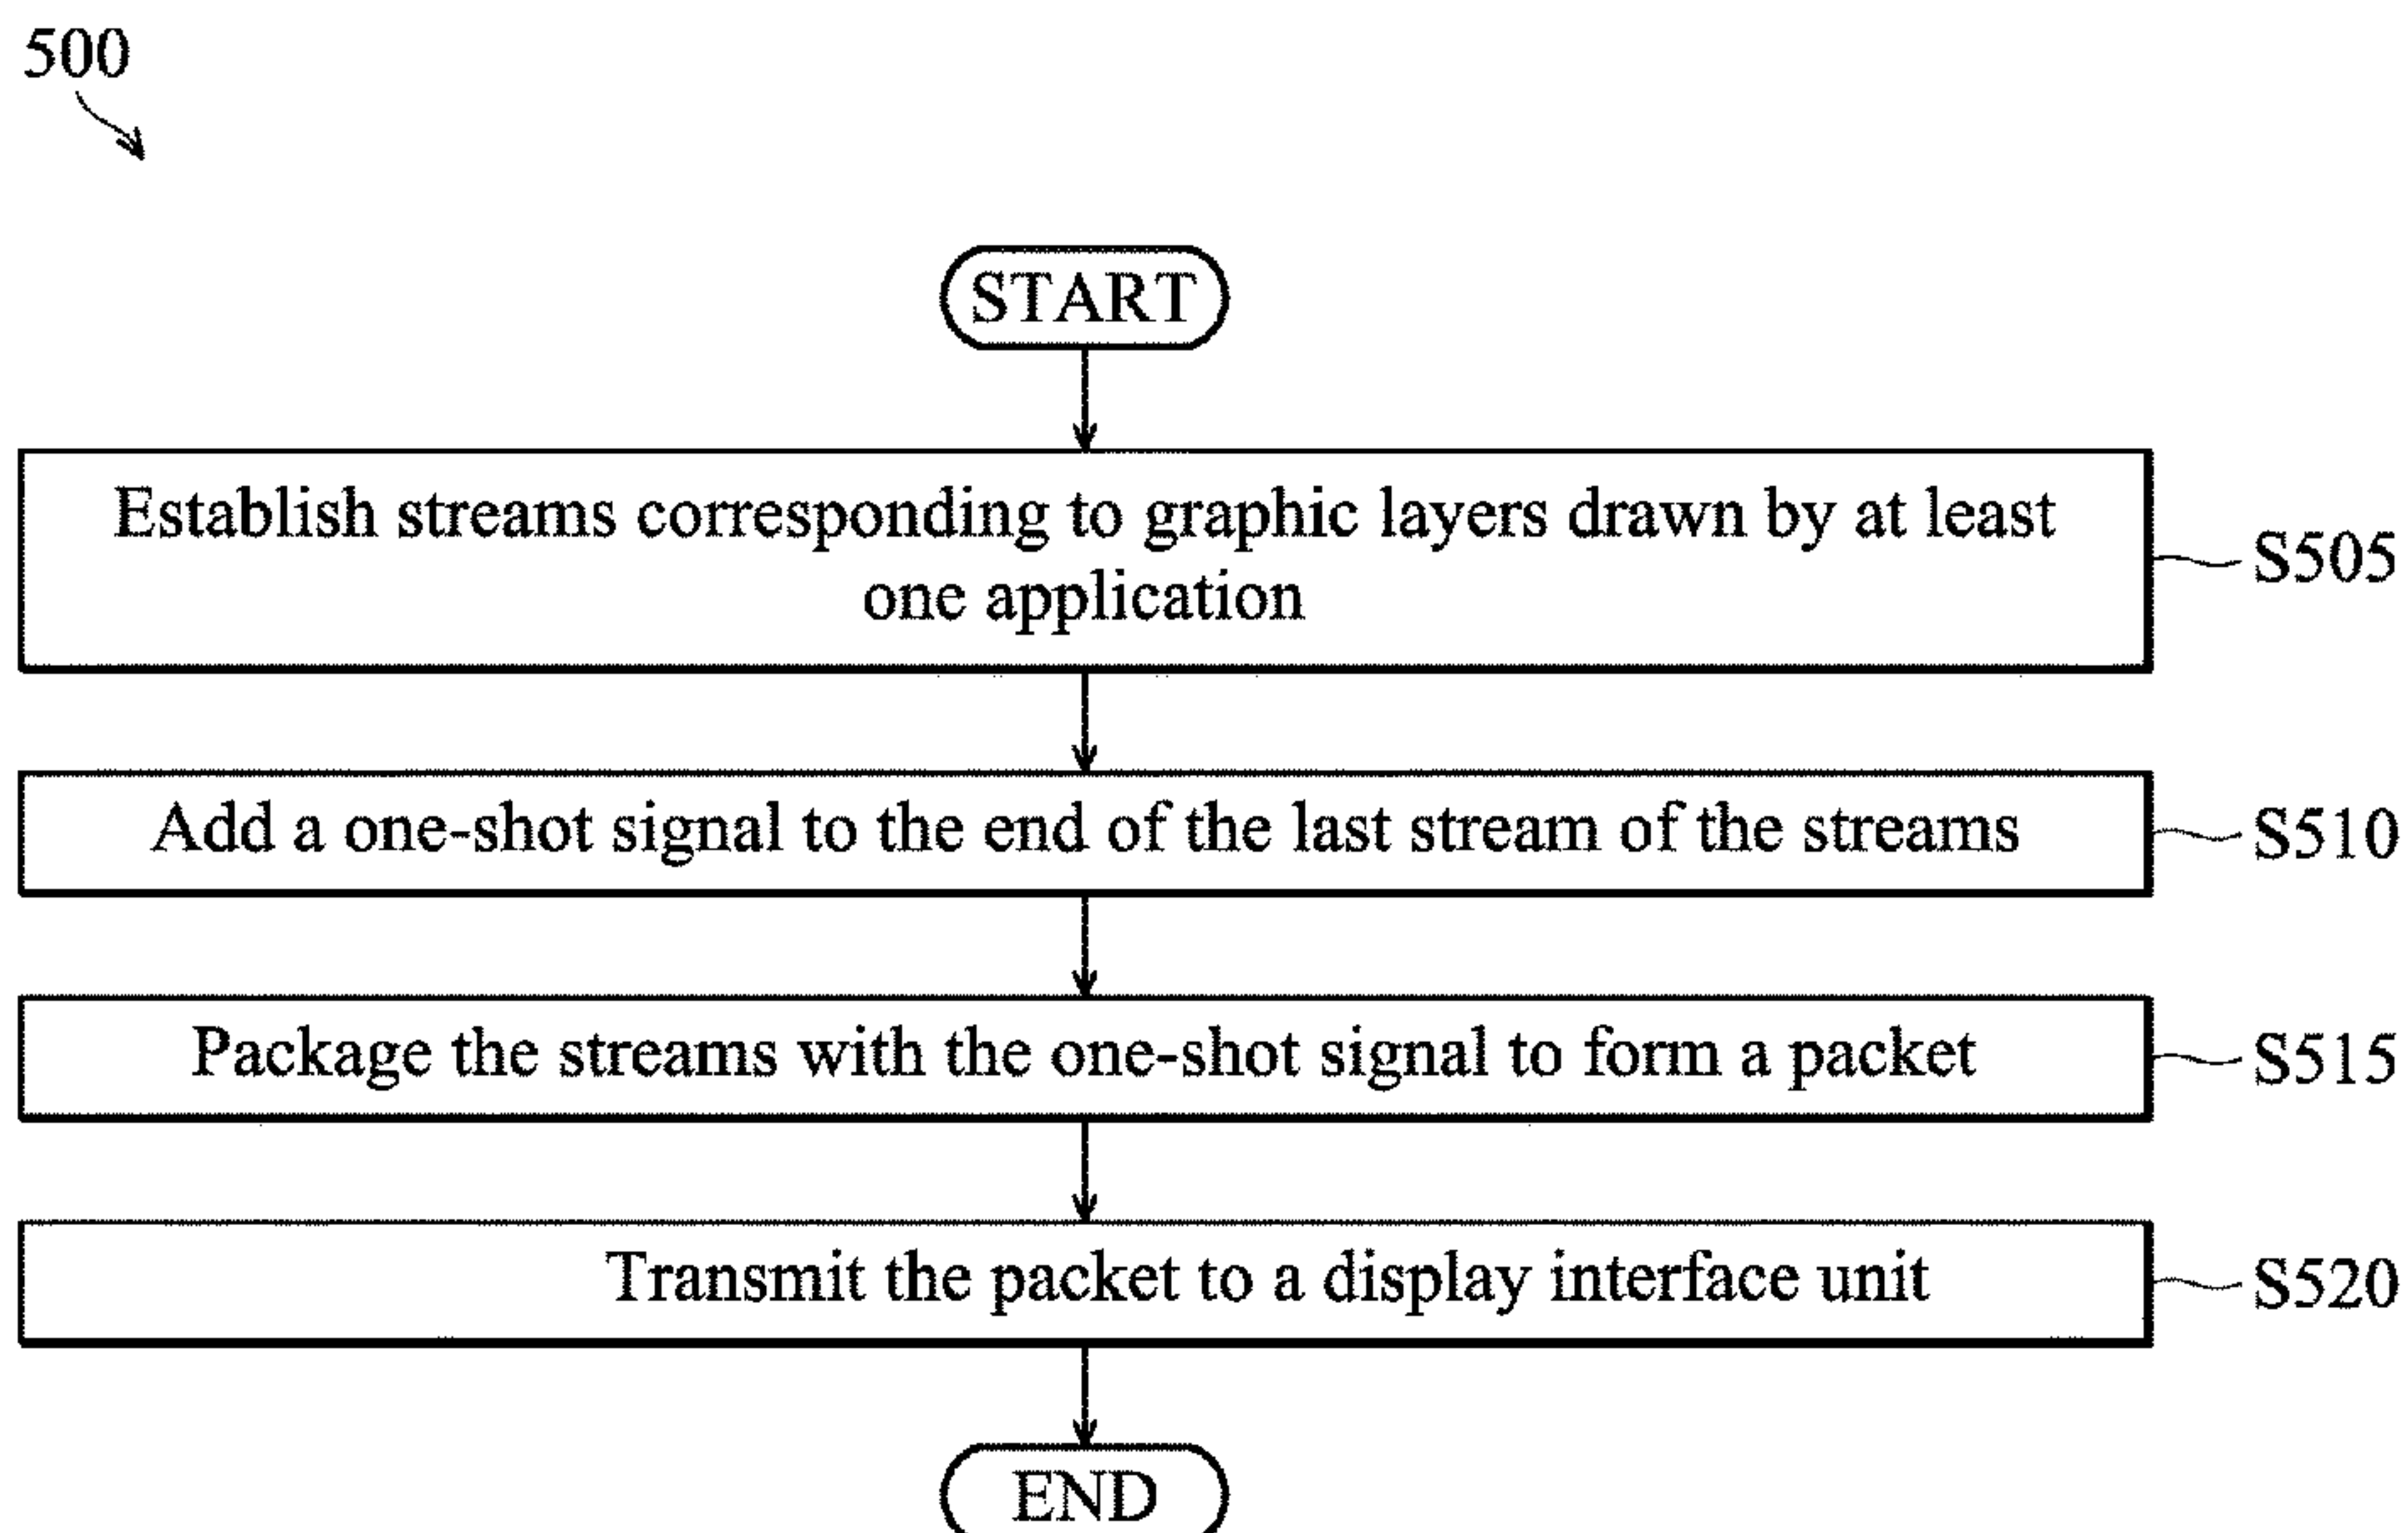 500
START
Establish streams corresponding to graphic layers drawn by at least
one application
S505
Add a one-shot signal to the end of the last stream of the streams
S510
Package the streams with the one-shot signal to form a packet
S515
Transmit the packet to a display interface unit
S520
END